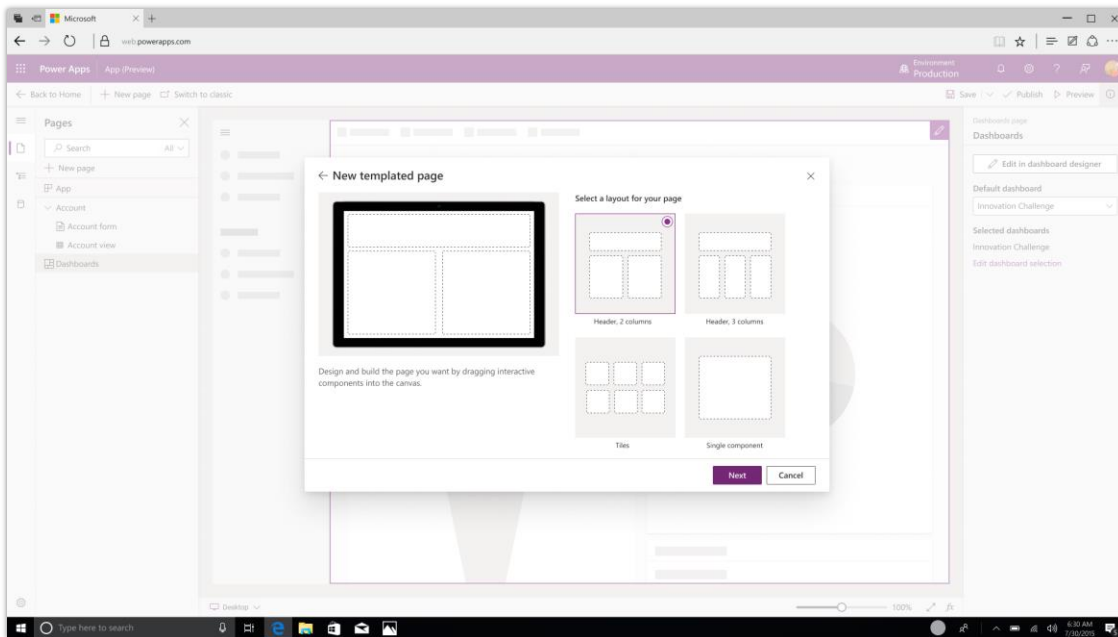 Microsoft
web.powerapps.com
Power Apps
App (Preview)
Environment
Production
Back to Home
New page
Switch to classic
Save
Publish
Preview
Pages
Search
All
New page
App
Account
Account form
Account view
Dashboards
New templated page
Design and build the page you want by dragging interactive
components into the canvas.
Select a layout for your page
Header, 2 columns
Header, 3 columns
Tiles
Single component
Next
Cancel
Dashboards page
Dashboards
Edit in dashboard designer
Default dashboard
Innovation Challenge
Selected dashboards
Innovation Challenge
Edit dashboard selection
Desktop
100%
Type here to search
6:30 AM
7/30/2015